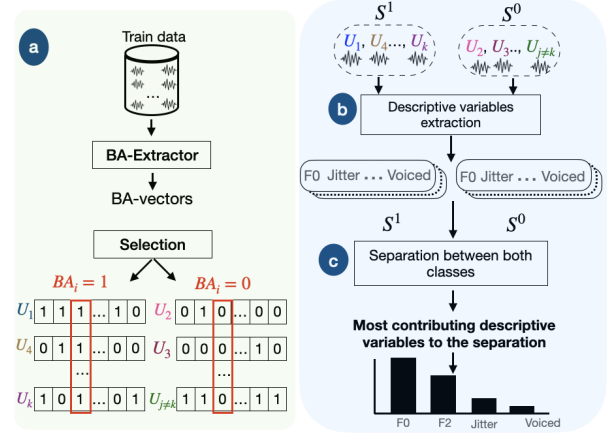 a
Train data
...
BA-Extractor
BA-vectors
Selection
BA_i = 1
BA_i = 0
U_1 1 1 1 ... 1 0
U_4 0 1 1 ... 0 0
...
U_k 1 0 1 ... 0 1
U_2 0 1 0 ... 0 0
U_3 0 0 0 ... 1 0
...
U_{j≠k} 1 1 0 ... 1 1
S^1
S^0
U_1, U_4 ..., U_k
U_2, U_3 .., U_{j≠k}
b
Descriptive variables
extraction
F0 Jitter ... Voiced
F0 Jitter ... Voiced
S^1
S^0
c
Separation between both
classes
Most contributing descriptive
variables to the separation
F0
F2
Jitter
Voiced